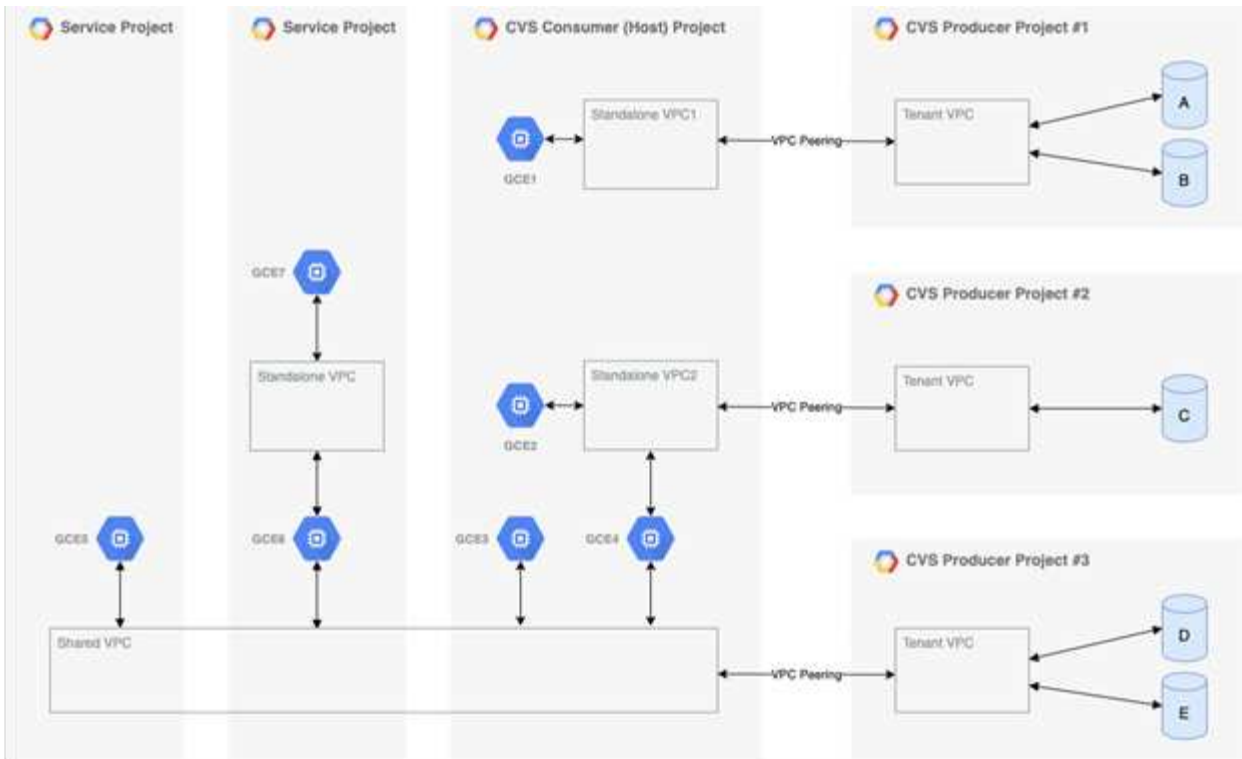 Service Project
Service Project
CVS Consumer (Host) Project
CVS Producer Project #1
Standalone VPC1
GCE1
VPC Peering
Tenant VPC
A
B
GCE7
CVS Producer Project #2
Standalone VPC
Standalone VPC2
GCE2
VPC Peering
Tenant VPC
C
GCE5
GCE6
GCE3
GCE4
CVS Producer Project #3
Shared VPC
VPC Peering
Tenant VPC
D
E